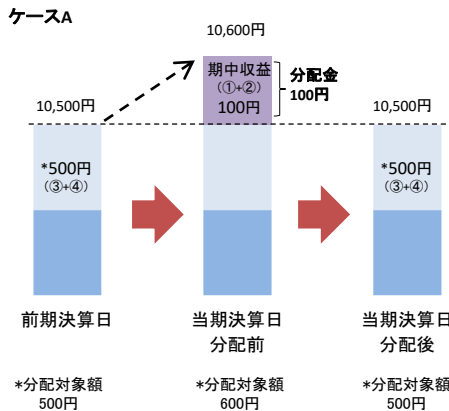 ケースA
10,600円
期中収益
(①+②)
100円
分配金
100円
10,500円
10,500円
*500円
(③+④)
*500円
(③+④)
前期決算日
当期決算日
分配前
当期決算日
分配後
*分配対象額
500円
*分配対象額
600円
*分配対象額
500円